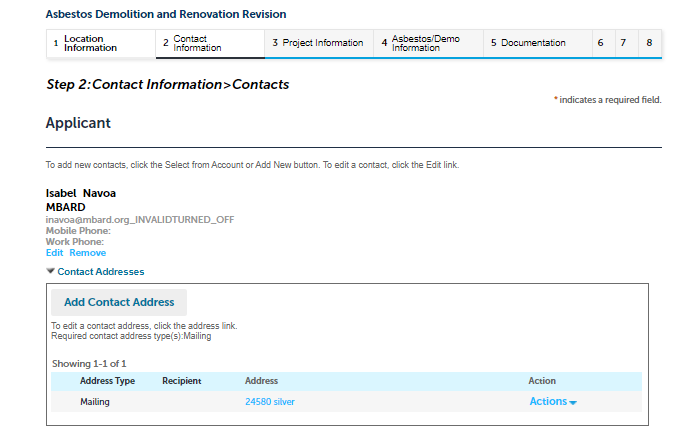 Asbestos Demolition and Renovation Revision
1 Location Information
2 Contact Information
3 Project Information
4 Asbestos/Demo Information
5 Documentation
6
7
8
Step 2:Contact Information>Contacts
* indicates a required field.
Applicant
To add new contacts, click the Select from Account or Add New button. To edit a contact, click the Edit link.
Isabel Navoa
MBARD
inavoa@mbard.org_INVALIDTURNED_OFF
Mobile Phone:
Work Phone:
Edit Remove
Contact Addresses
Add Contact Address
To edit a contact address, click the address link.
Required contact address type(s):Mailing
Showing 1-1 of 1
Address Type Recipient Address Action
Mailing 24580 silver Actions